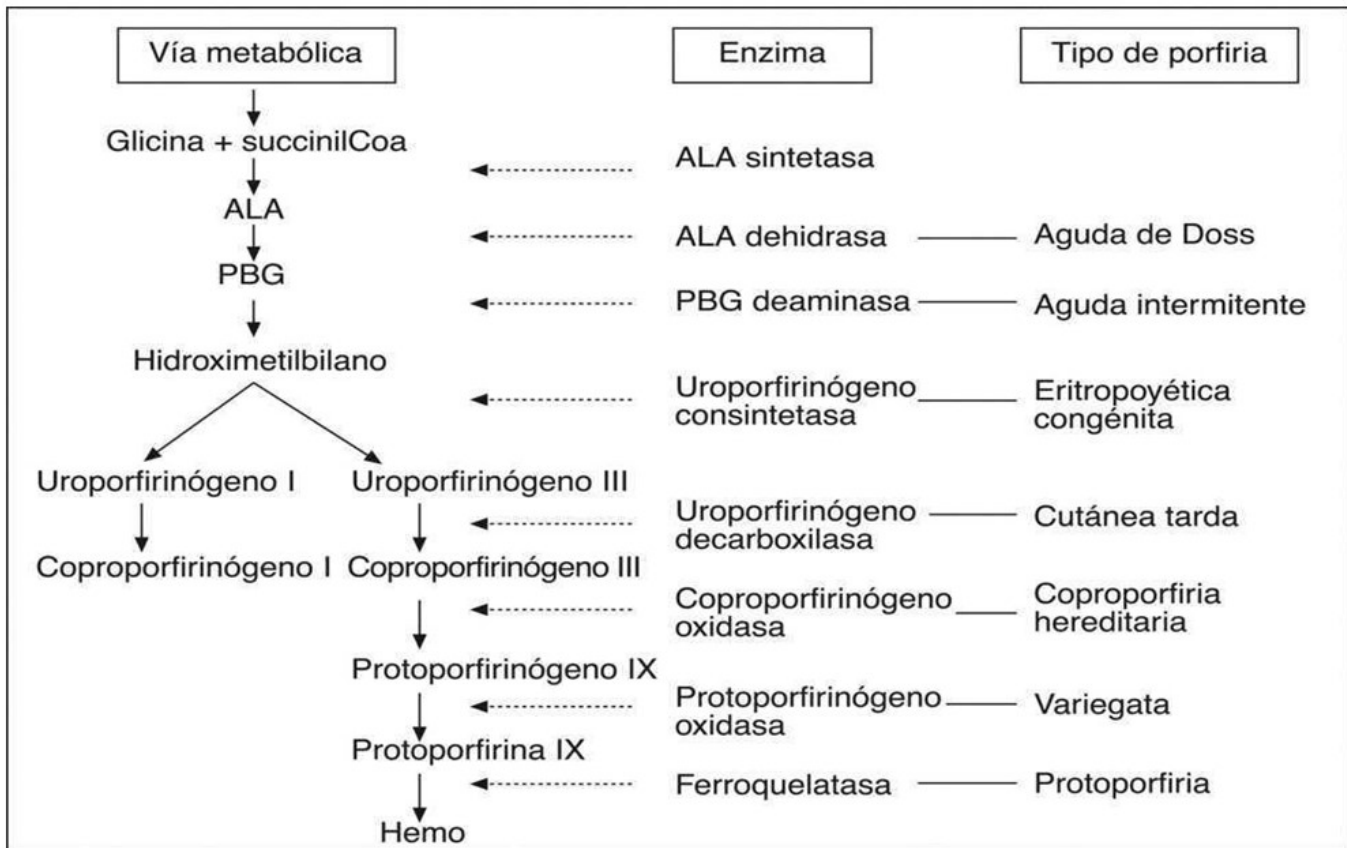 Vía metabólica
Enzima
Tipo de porfiria
Glicina + succinilCoa
ALA sintetasa
ALA
ALA dehidrasa
Aguda de Doss
PBG
PBG deaminasa
Aguda intermitente
Hidroximetilbilano
Uroporfirinógeno
consintetasa
Eritropoyética
congénita
Uroporfirinógeno I
Uroporfirinógeno III
Uroporfirinógeno
decarboxilasa
Cutánea tarda
Coproporfirinógeno I
Coproporfirinógeno III
Coproporfirinógeno
oxidasa
Coproporfiria
hereditaria
Protoporfirinógeno IX
Protoporfirinógeno
oxidasa
Variegata
Protoporfirina IX
Ferroquelatasa
Protoporfiria
Hemo